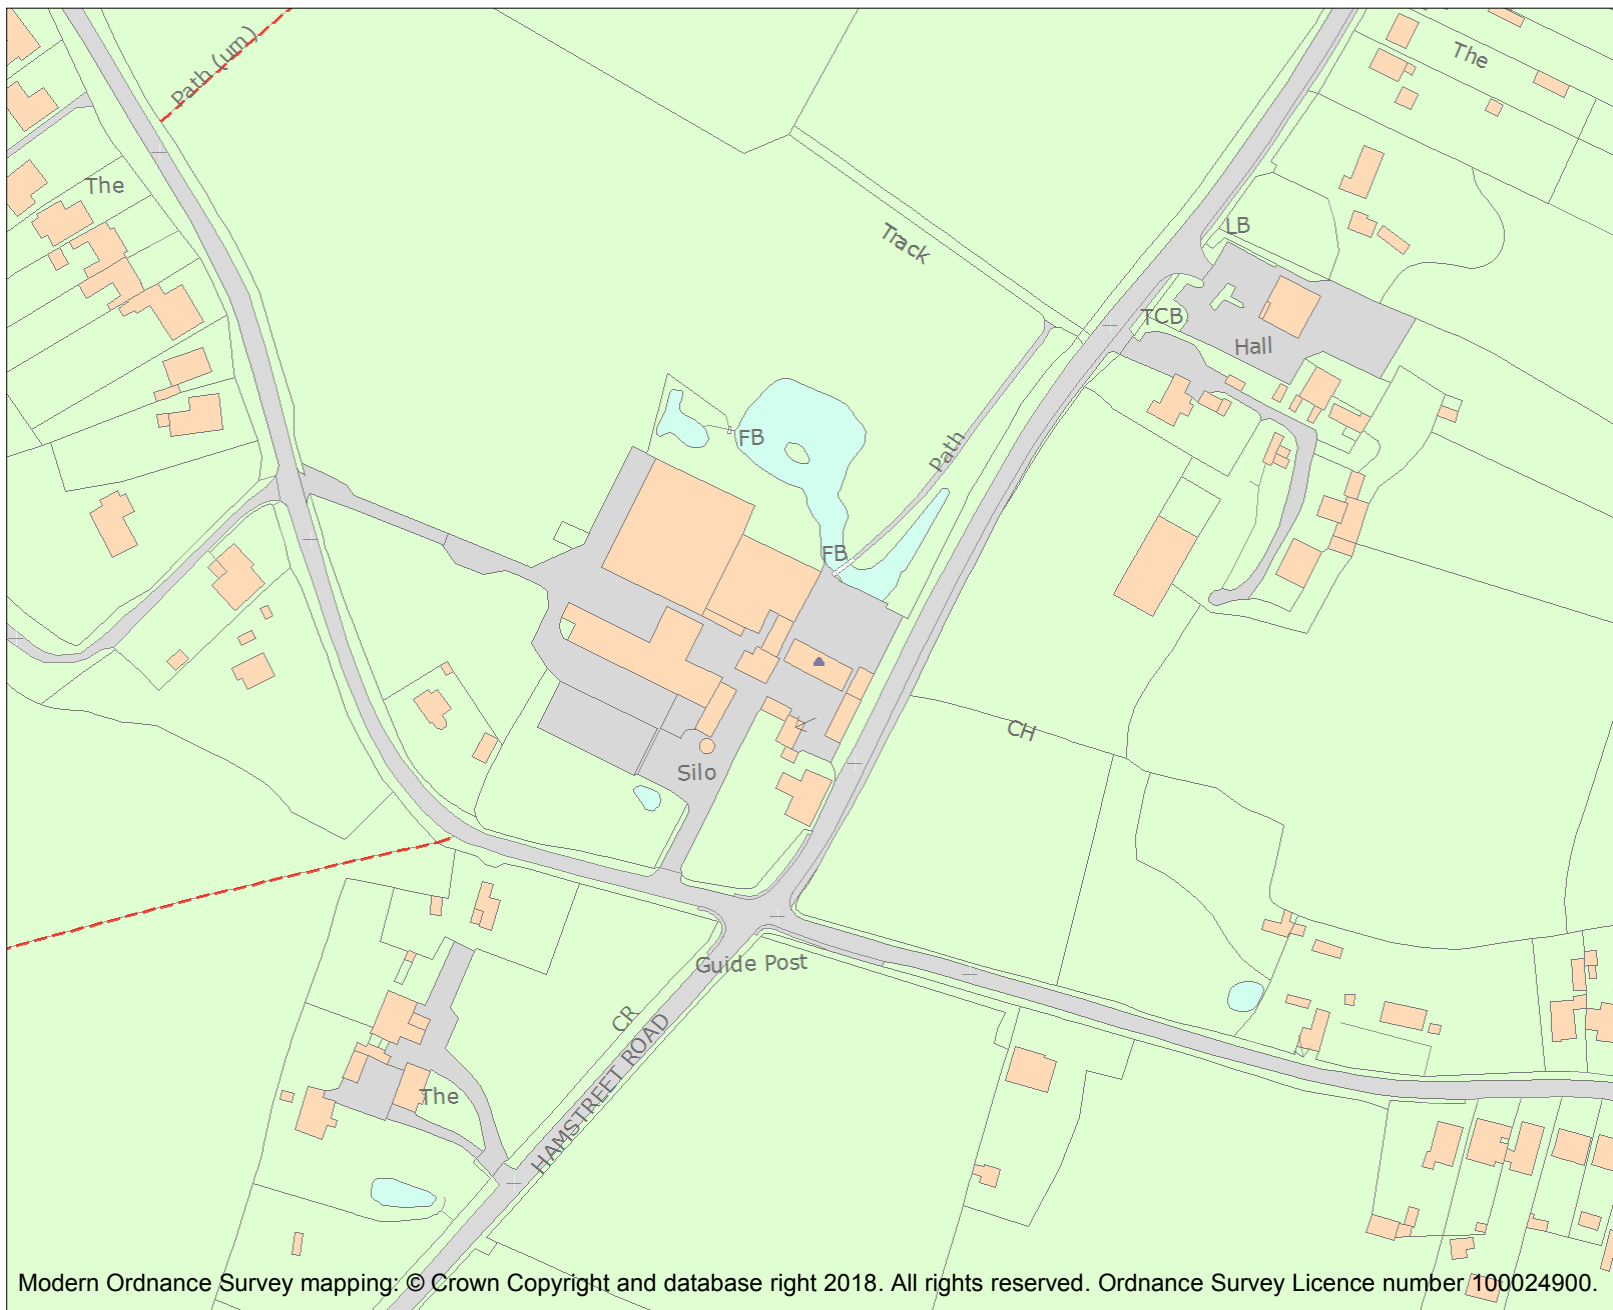 Path (um)
The
The
Track
LB
TCB
Hall
FB
Path
FB
CH
Silo
Guide Post
CR
HAMSTREET ROAD
The
Modern Ordnance Survey mapping: © Crown Copyright and database right 2018. All rights reserved. Ordnance Survey Licence number 100024900.